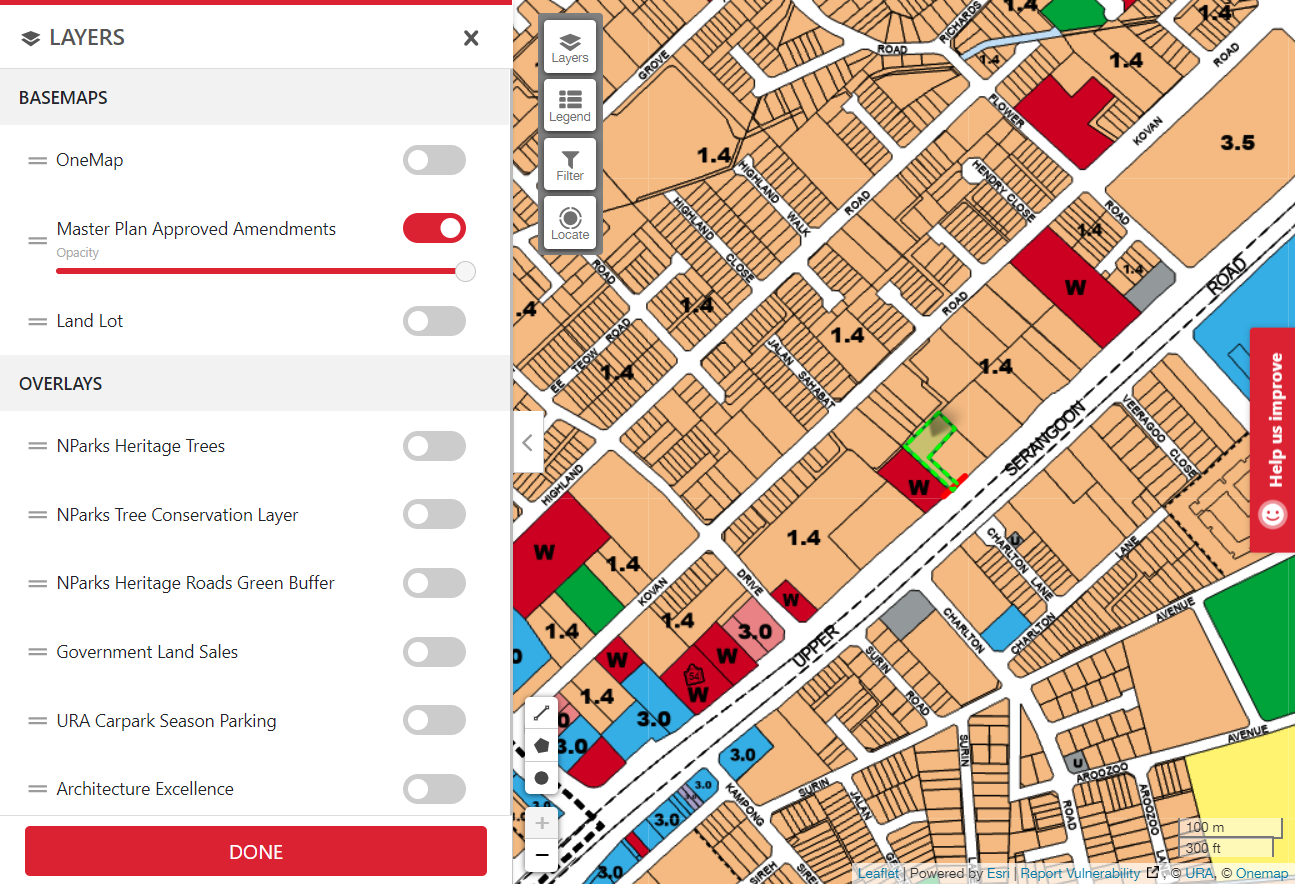 LAYERS
BASEMAPS
OneMap
Master Plan Approved Amendments
Opacity
Land Lot
OVERLAYS
NParks Heritage Trees
NParks Tree Conservation Layer
NParks Heritage Roads Green Buffer
Government Land Sales
URA Carpark Season Parking
Architecture Excellence
DONE
Layers
Legend
Filter
Locate
Help us improve
RICHARDS
1.4
1.4
ROAD
GROVE
1.4
1.4
ROAD
FLOWER
KOVAN
3.5
1.4
HIGHLAND WALK
HENDRY CLOSE
HIGHLAND CLOSE
ROAD
ROAD
1.4
1.4
ROAD
W
ROAD
ROAD
.4
1.4
1.4
EE TEOW ROAD
JALAN SAHABAT
1.4
1.4
SERANGOON
VEERAGOO CLOSE
HIGHLAND
W
1.4
W
1.4
KOVAN
DRIVE
U
CHARLTON LANE
LANE
W
1.4
1.4
3.0
CHARLTON
CHARLTON
AVENUE
UPPER
W
W
54
W
SURIN ROAD
0
1.4
3.0
0
3.0
3.0
SURIN
AVENUE
U
AROOZOO
KAMPONG
SURIN
JALAN
ROAD
AROOZOO
3.0
3.0
3.0
3.0
SIREH
100 m
300 ft
Leaflet | Powered by Esri | Report Vulnerability , © URA, © Onemap